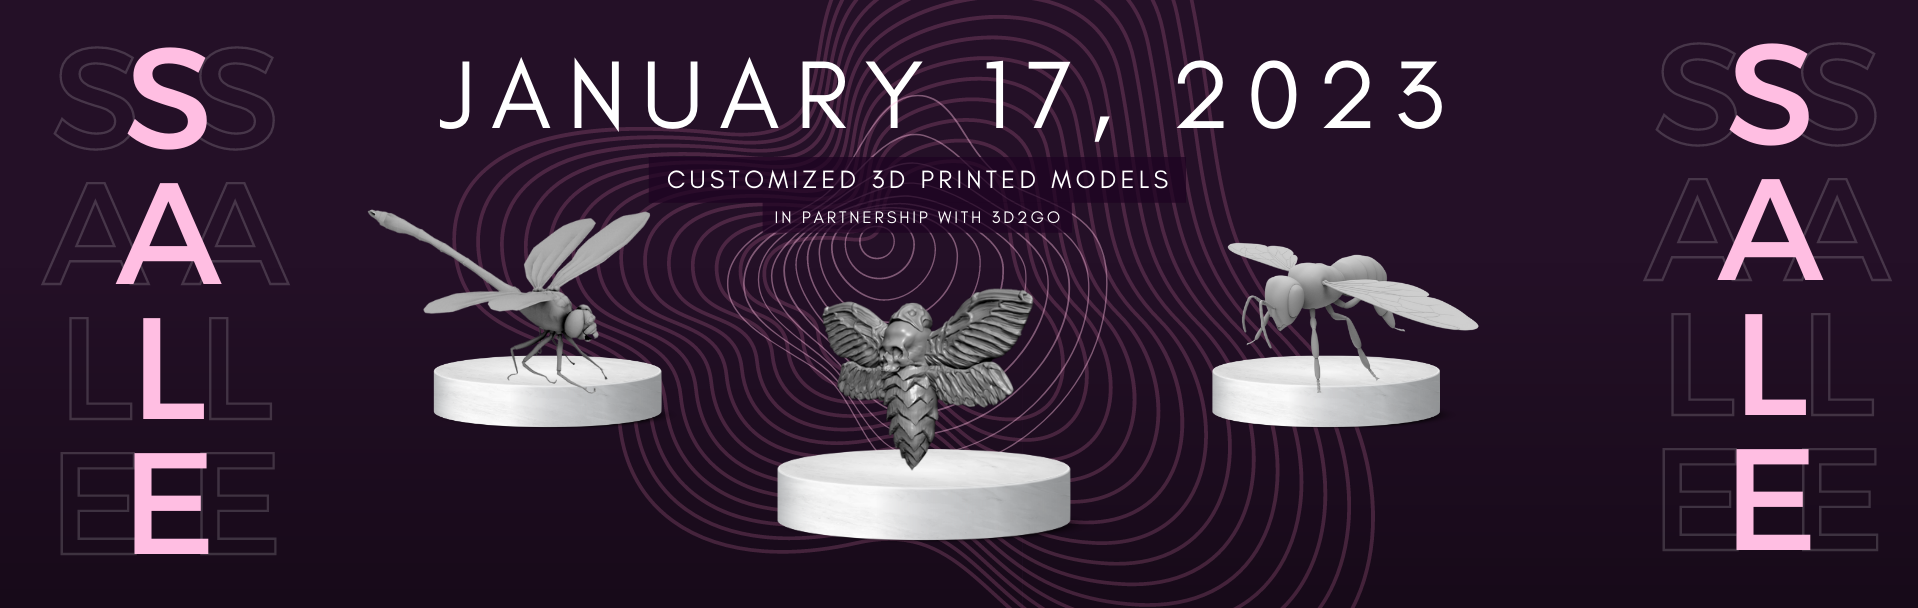 SALE
JANUARY 17, 2023
CUSTOMIZED 3D PRINTED MODELS
IN PARTNERSHIP WITH 3D2GO
SALE